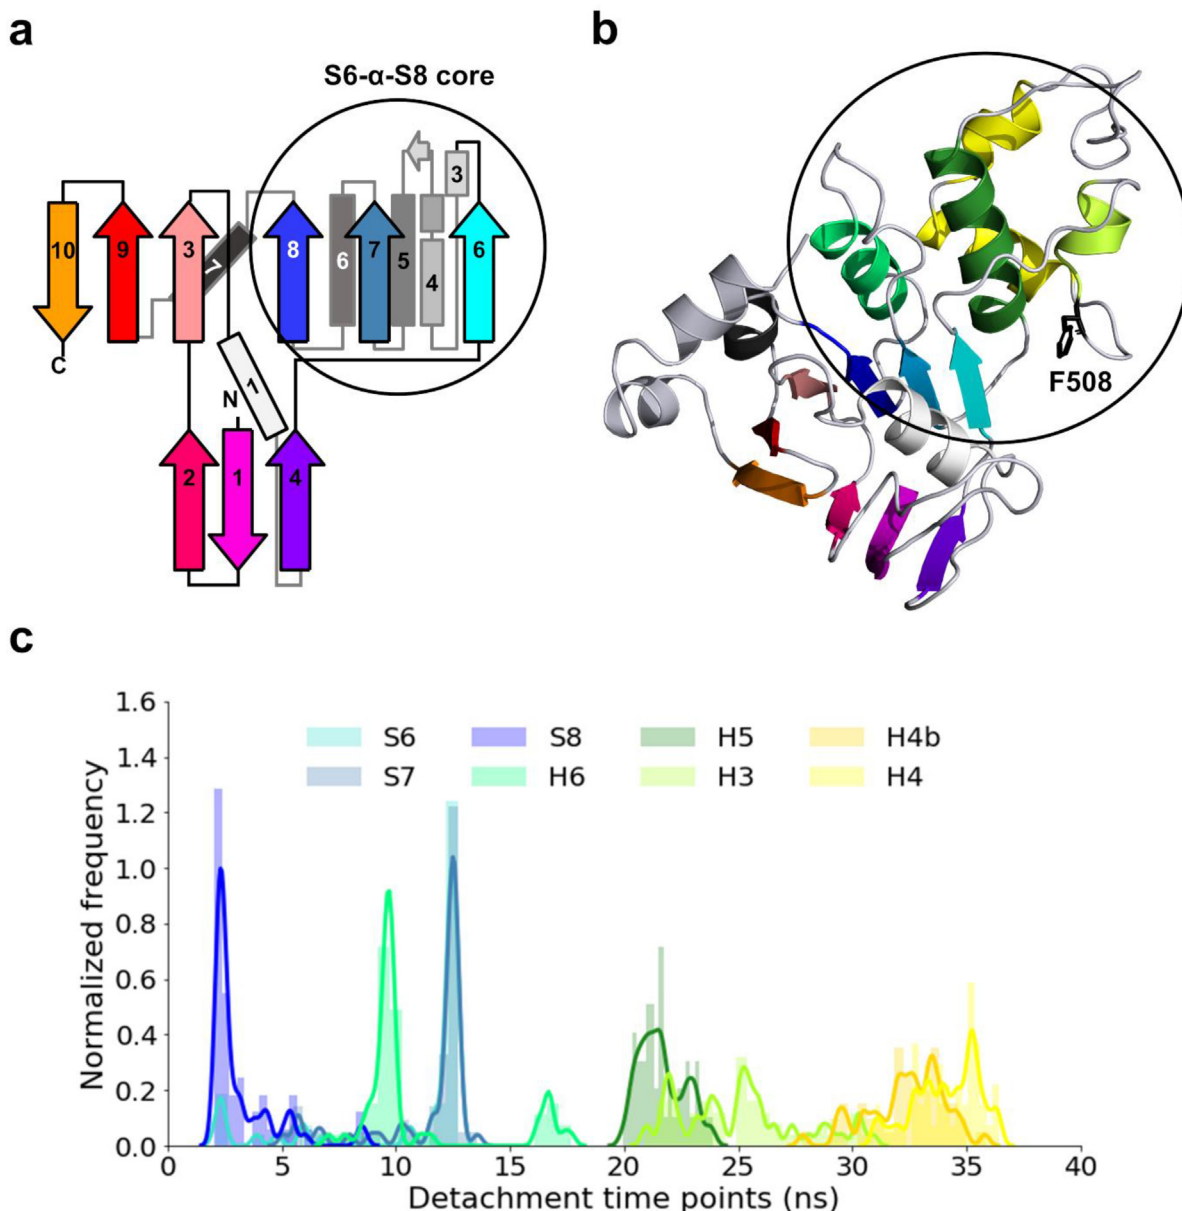 a
b
S6-α-S8 core
3
10
9
3
7
8
6
7
5
4
6
C
1
N
2
1
4
F508
c
Normalized frequency
1.6
1.4
1.2
1.0
0.8
0.6
0.4
0.2
0.0
S6
S8
H5
H4b
S7
H6
H3
H4
0 5 10 15 20 25 30 35 40
Detachment time points (ns)